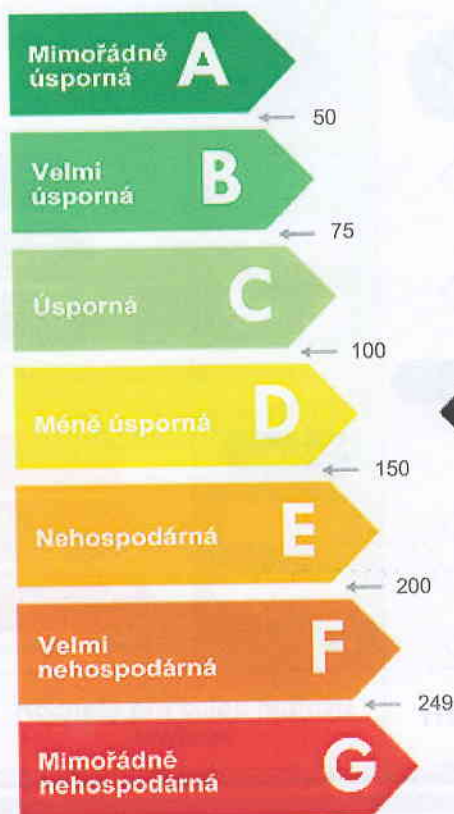 Mimořádně
úsporná
A
50
Velmi
úsporná
B
75
Úsporná
C
100
Méně úsporná
D
150
Nehospodárná
E
200
Velmi
nehospodárná
F
249
Mimořádně
nehospodárná
G